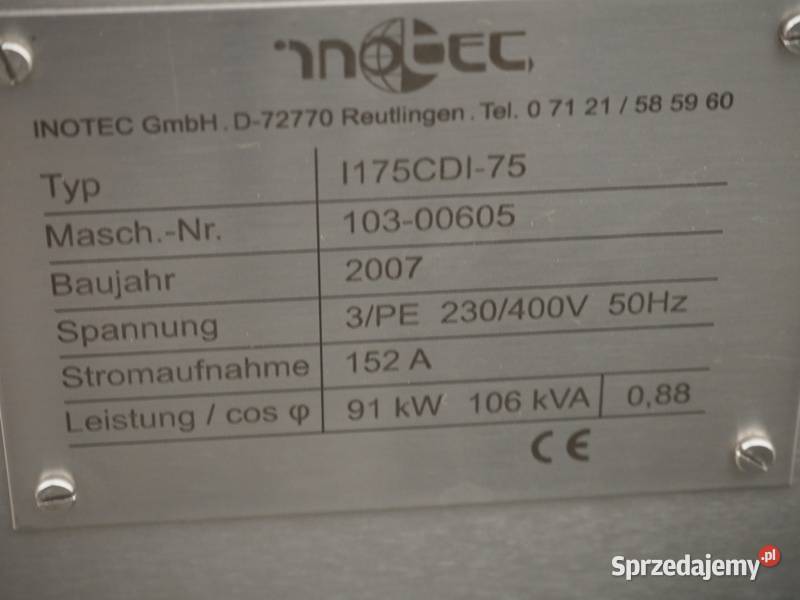 INOTEC
INOTEC GmbH . D-72770 Reutlingen . Tel. 0 71 21 / 58 59 60
Typ I175CDI-75
Masch.-Nr. 103-00605
Baujahr 2007
Spannung 3/PE 230/400V 50Hz
Stromaufnahme 152 A
Leistung / cos φ 91 kW 106 kVA 0,88
CE
Sprzedajemy.pl